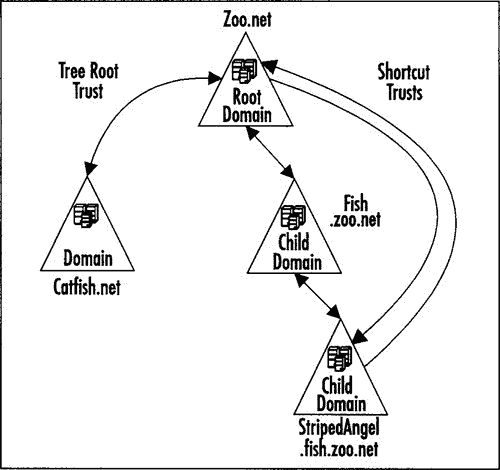 Zoo.net
Tree Root
Trust
Shortcut
Trusts
Root
Domain
Fish
.zoo.net
Child
Domain
Domain
Catfish.net
Child
Domain
StripedAngel
.fish.zoo.net